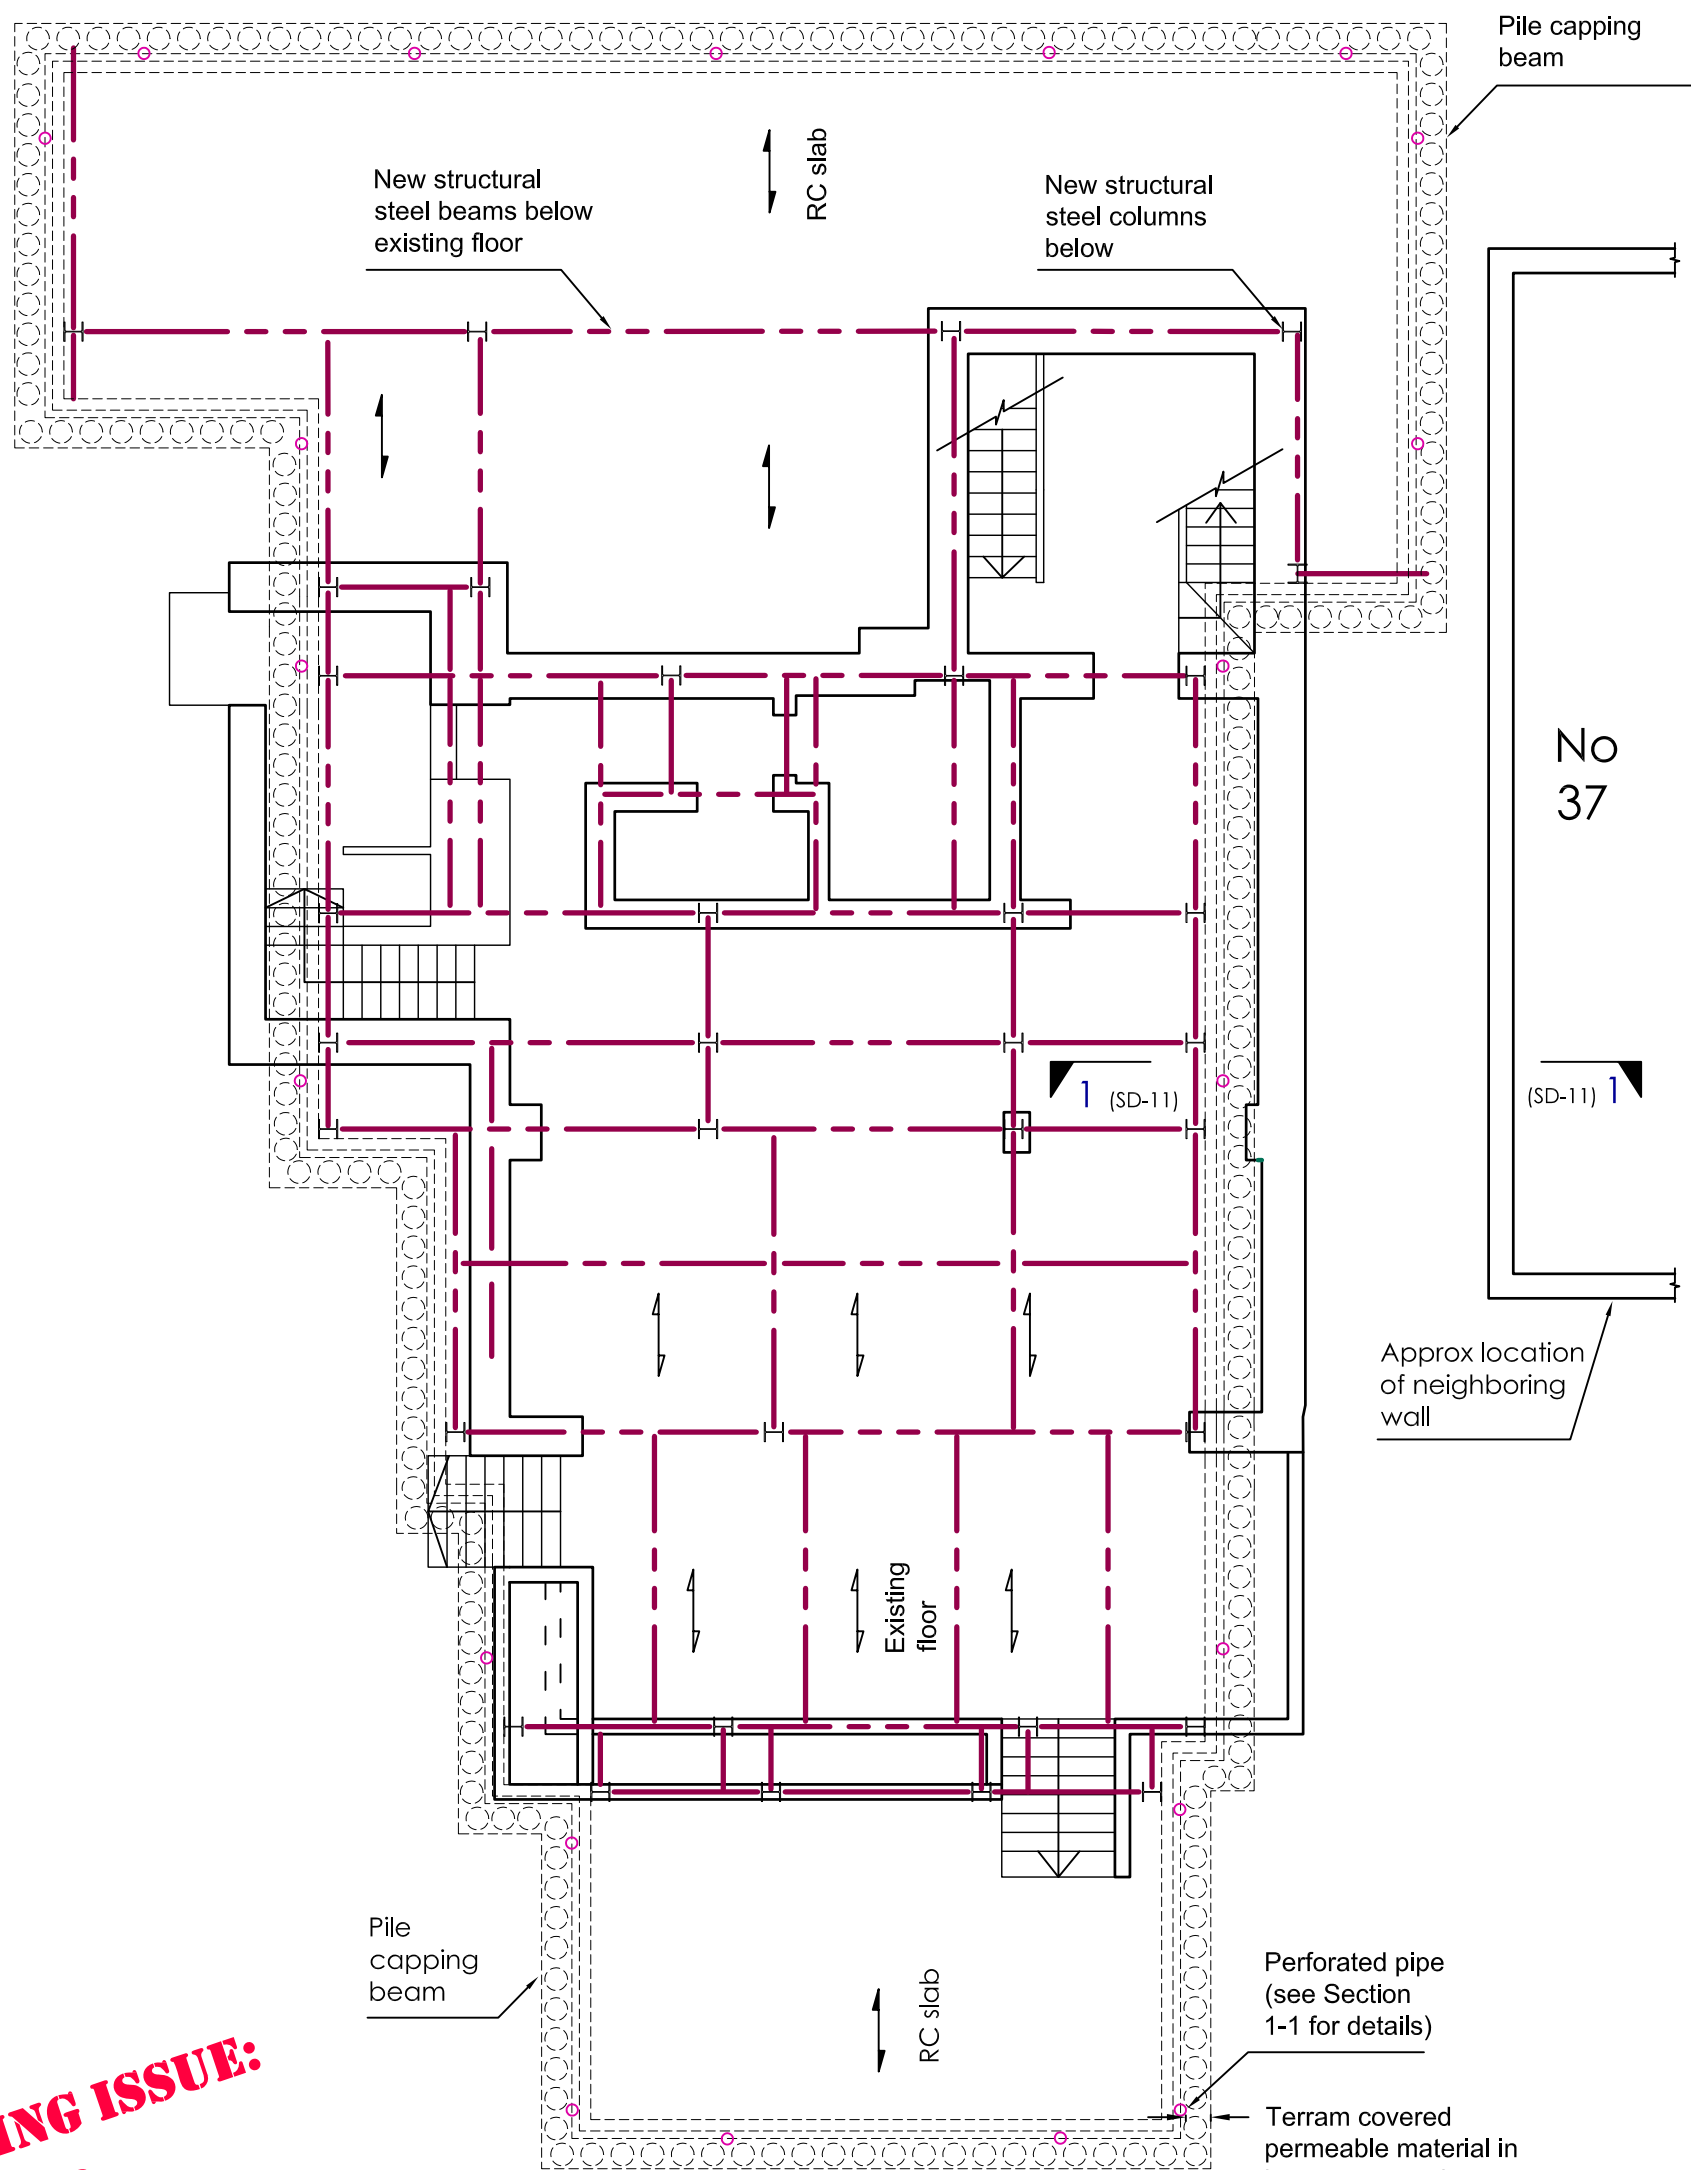 Pile capping
beam
RC slab
New structural
steel beams below
existing floor
New structural
steel columns
below
No
37
1 (SD-11)
(SD-11) 1
Approx location
of neighboring
wall
Existing
floor
Pile
capping
beam
RC slab
Perforated pipe
(see Section
1-1 for details)
Terram covered
permeable material in
ING ISSUE: